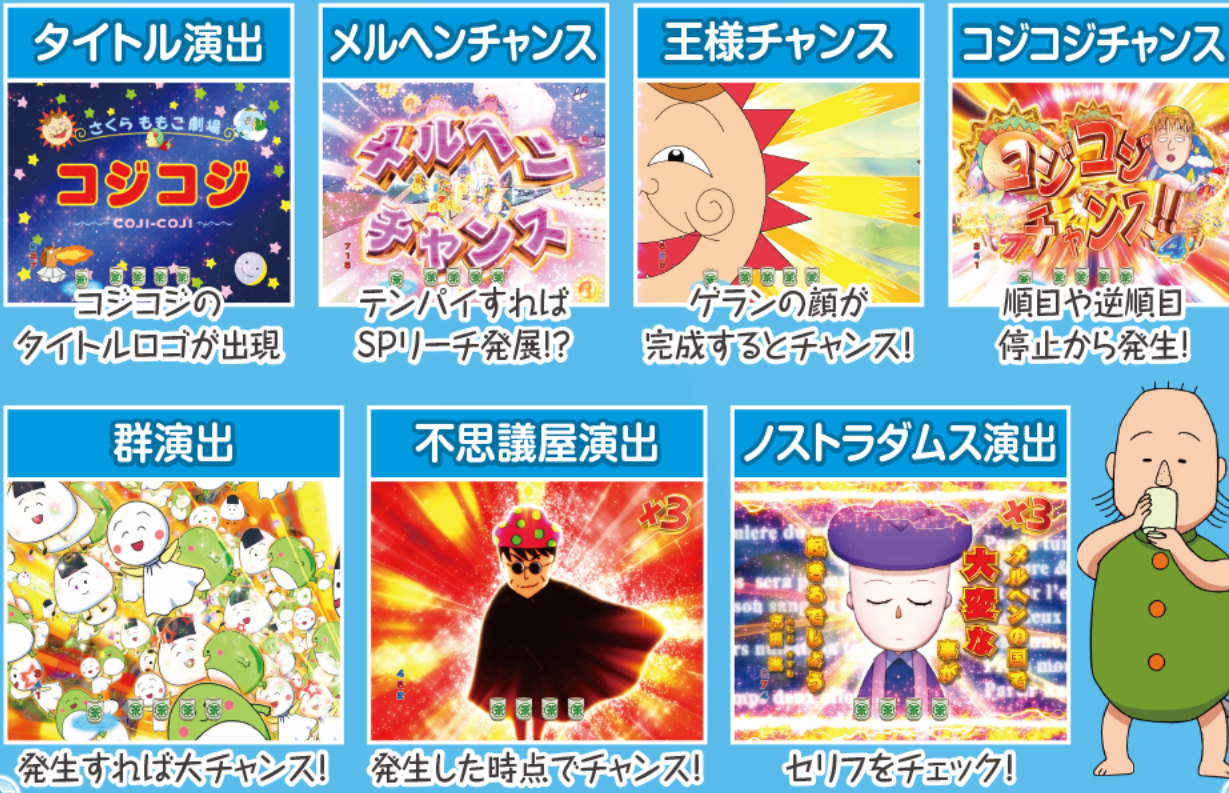 タイトル演出
さくらももこ劇場
コジコジ
COJI-COJI
コジコジの
タイトルロゴが出現
メルヘンチャンス
メルヘン
チャンス
テンパイすれば
SPリーチ発展!?
王様チャンス
ゲランの顔が
完成するとチャンス!
コジコジチャンス
コジコジ
チャンス!!
順目や逆順目
停止から発生!
群演出
発生すれば大チャンス!
不思議屋演出
×3
発生した時点でチャンス!
ノストラダムス演出
×3
メルヘンの国で
大変な
事が
起きるでしょう
セリフをチェック!